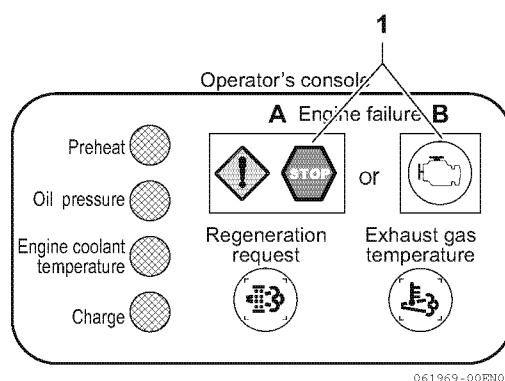 1
Operator's console
A Engine failure B
Preheat
STOP
or
Oil pressure
Regeneration
request
Exhaust gas
temperature
Engine coolant
temperature
Charge
061969-00EN0